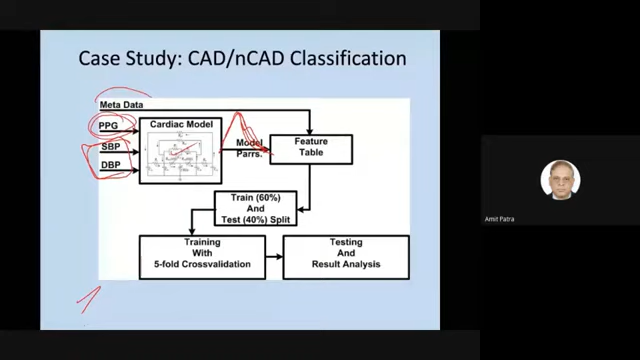 Case Study: CAD/nCAD Classification
Meta Data
PPG
SBP
DBP
Cardiac Model
Model
Parrs.
Feature
Table
Train (60%)
And
Test (40%) Split
Training
With
5-fold Crossvalidation
Testing
And
Result Analysis
Amit Patra